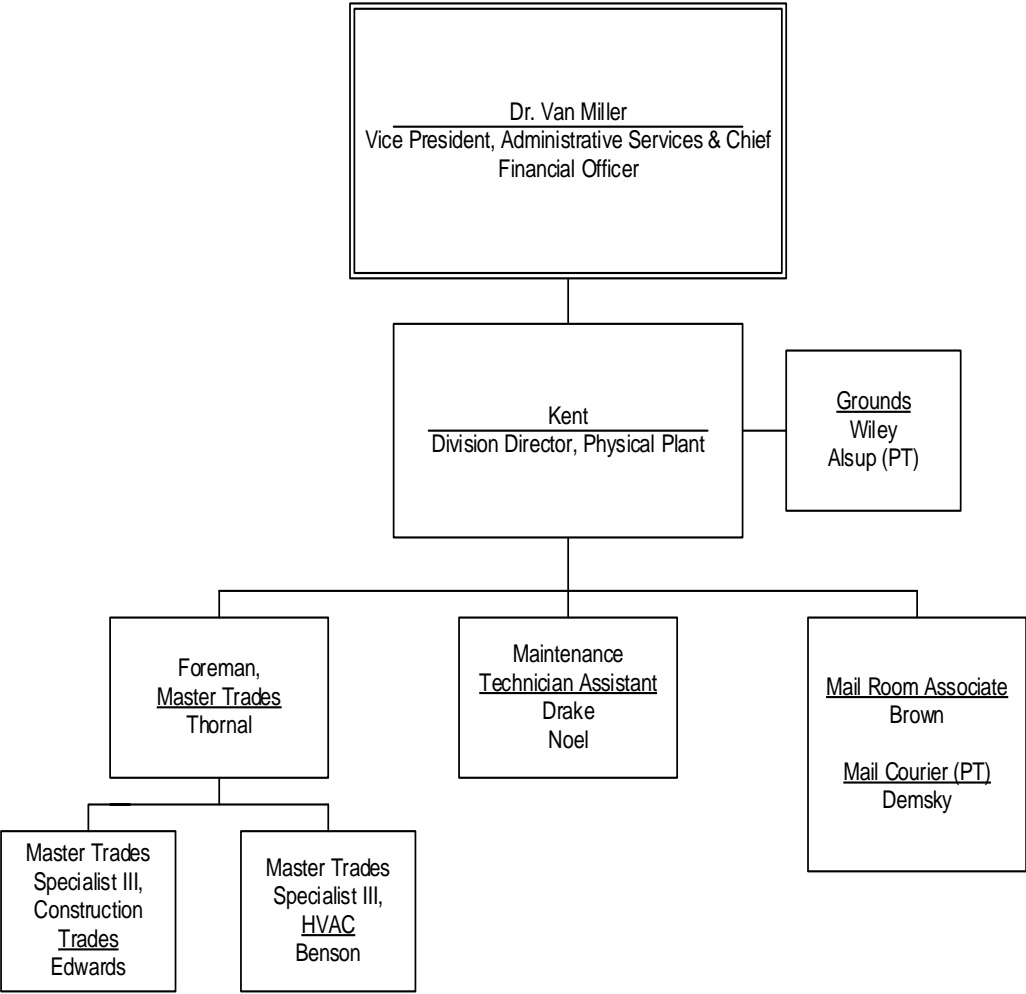 Dr. Van Miller
Vice President, Administrative Services & Chief
Financial Officer
Kent
Division Director, Physical Plant
Grounds
Wiley
Alsup (PT)
Foreman,
Master Trades
Thornal
Maintenance
Technician Assistant
Drake
Noel
Mail Room Associate
Brown
Mail Courier (PT)
Demsky
Master Trades
Specialist III,
Construction
Trades
Edwards
Master Trades
Specialist III,
HVAC
Benson